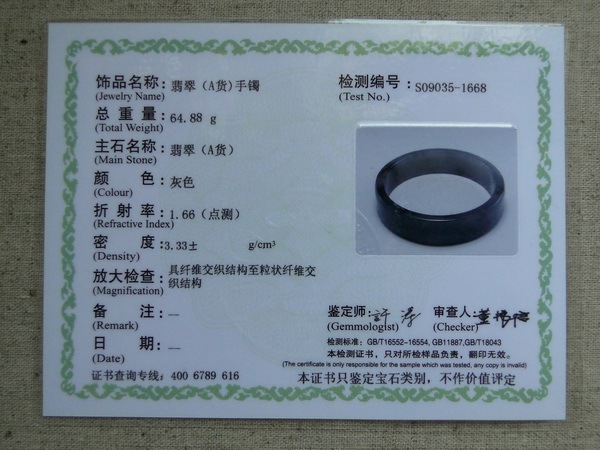 饰品名称：翡翠（A货)手镯
(Jewelry Name)
检测编号：S09035-1668
(Test No.)
总 重 量：64.88 g
(Total Weight)
主石名称：翡翠（A货）
(Main Stone)
颜 色：灰色
(Colour)
折 射 率：1.66（点测）
(Refractive Index)
密 度：3.33± g/cm³
(Density)
放大检查：具纤维交织结构至粒状纤维交
织结构
(Magnification)
备 注：—
(Remark)
日 期：—
(Date)
鉴定师：
(Gemmologist)
审查人：
(Checker)
检测标准：GB/T16552-16554, GB11887,GB/T18043
本检测证书，只对所检样品负责，翻印无效。
(The certificate is only responsible for the sample which was tested, any copy is invalid)
证书查询专线：400 6789 616
本证书只鉴定宝石类别，不作价值评定